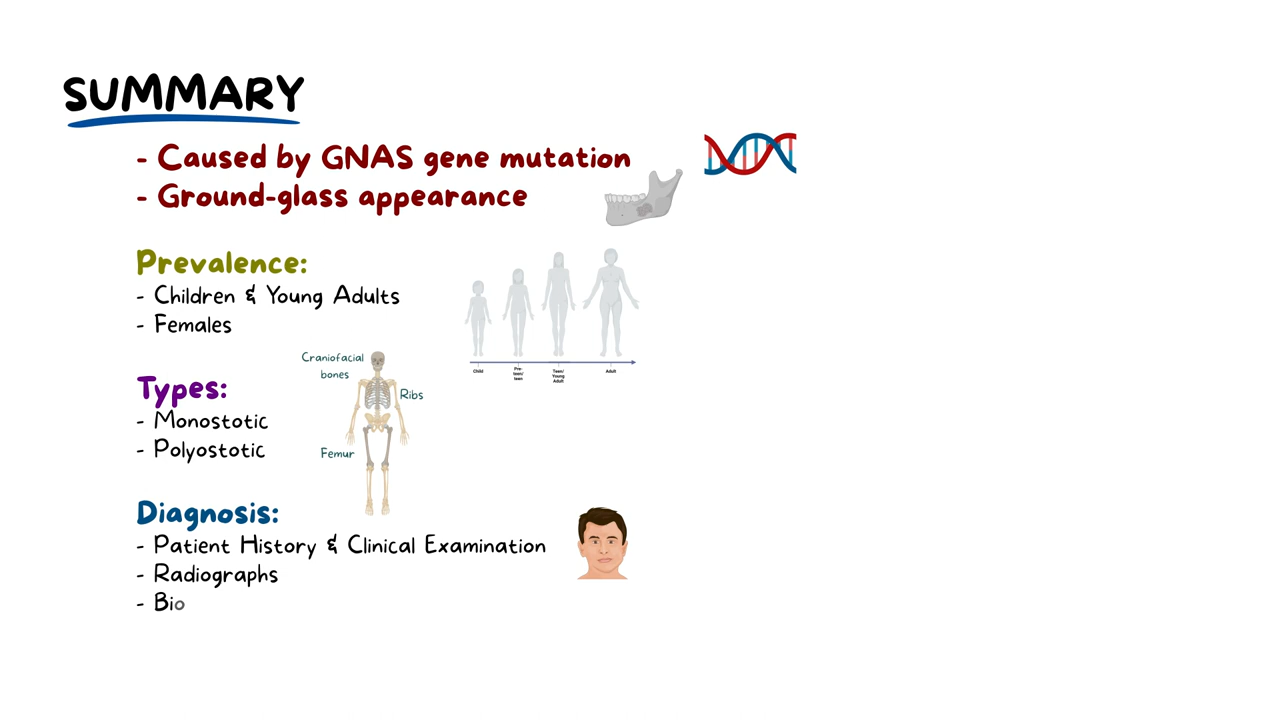 SUMMARY
- Caused by GNAS gene mutation
- Ground-glass appearance
Prevalence:
- Children & Young Adults
- Females
Child
Pre-
teen/
teen
Teen/
Young
Adult
Adult
Types:
- Monostotic
- Polyostotic
Craniofacial
bones
Ribs
Femur
Diagnosis:
- Patient History & Clinical Examination
- Radiographs
- Bio